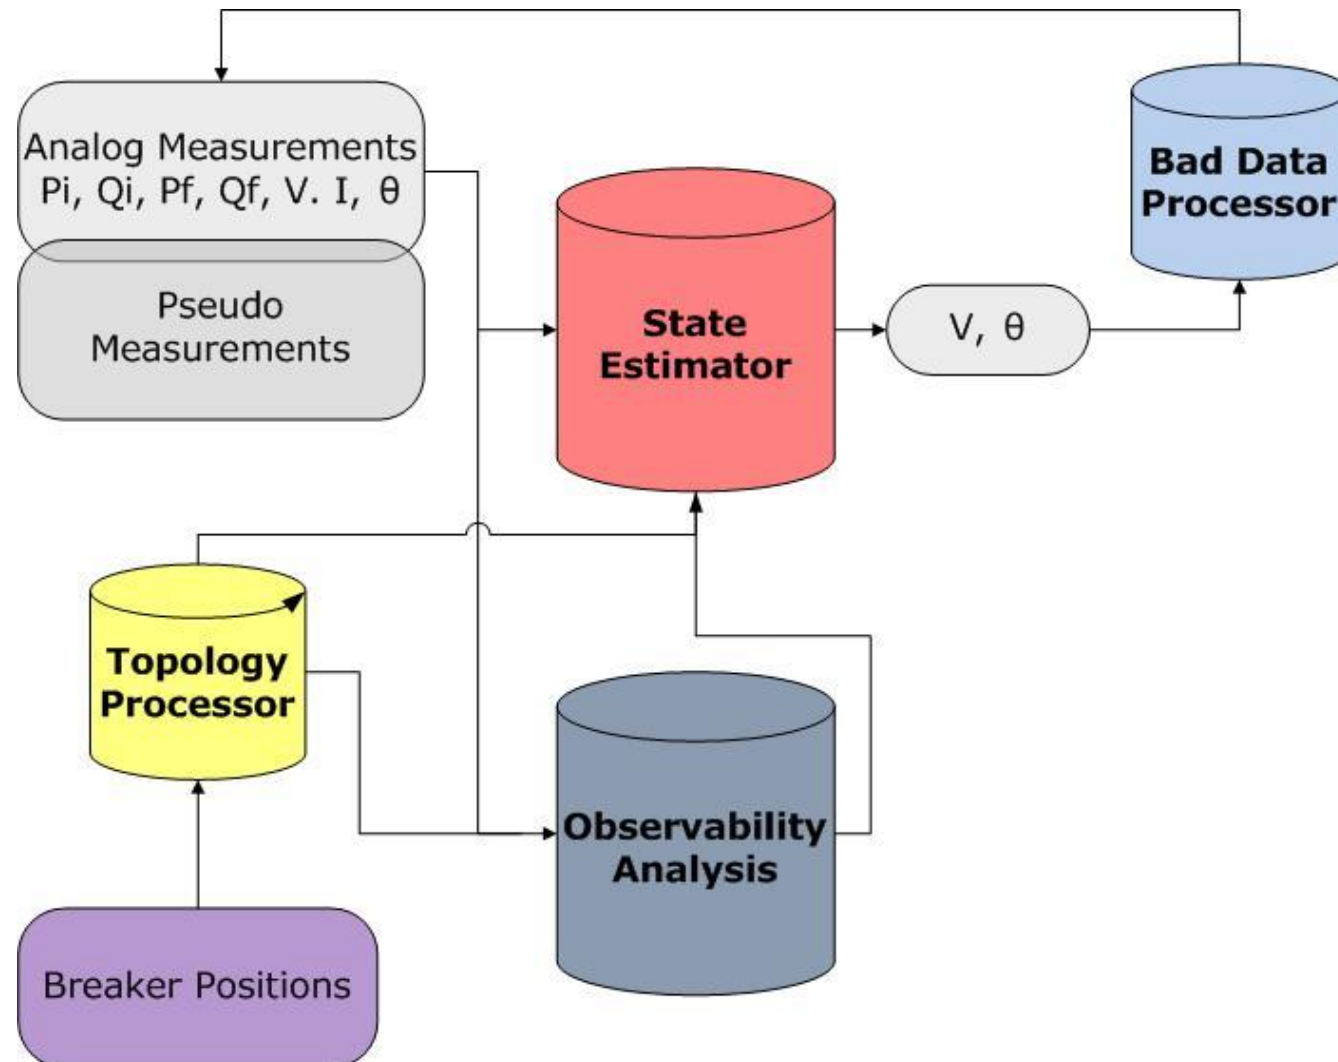 Analog Measurements
Pi, Qi, Pf, Qf, V. I, θ
Pseudo
Measurements
State
Estimator
V, θ
Bad Data
Processor
Topology
Processor
Observability
Analysis
Breaker Positions